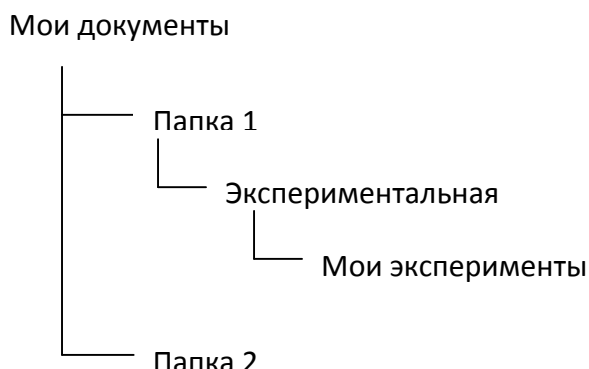 Мои документы
Папка 1
Экспериментальная
Мои эксперименты
Папка 2